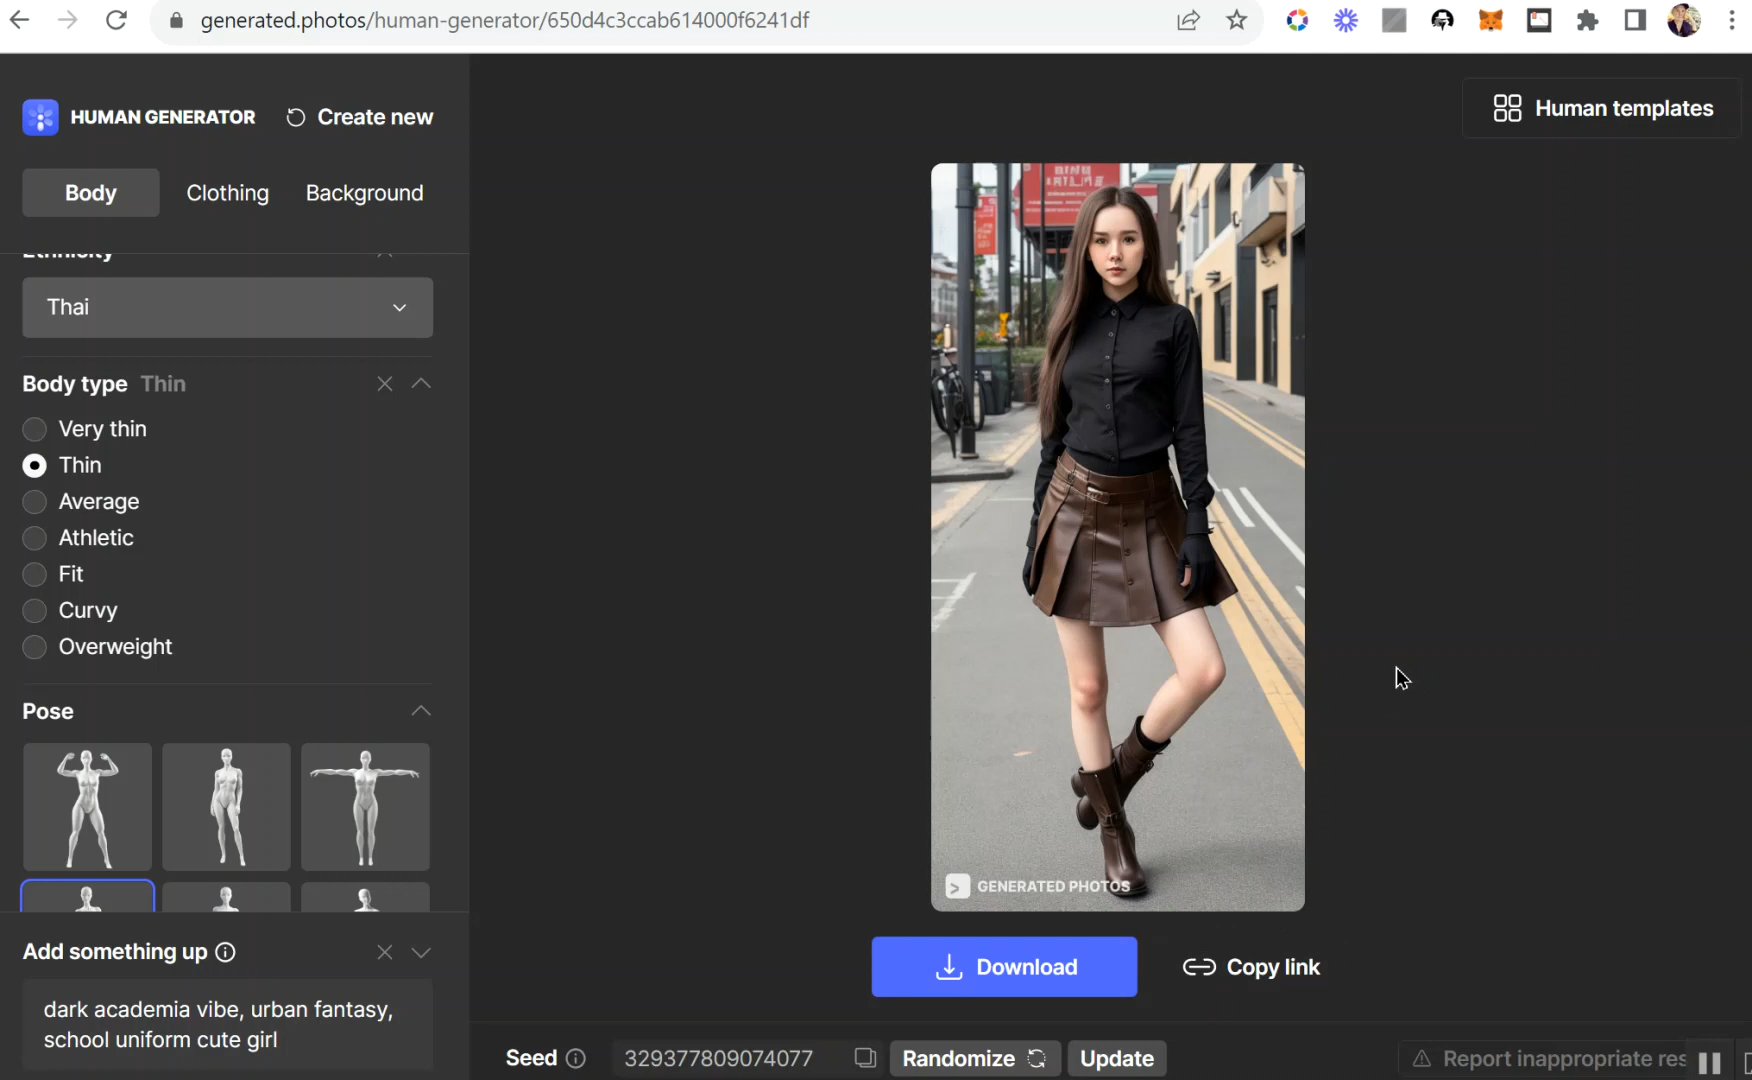 generated.photos/human-generator/650d4c3ccab614000f6241df
HUMAN GENERATOR
Create new
Human templates
Body
Clothing
Background
Ethnicity
Thai
Body type Thin
Very thin
Thin
Average
Athletic
Fit
Curvy
Overweight
Pose
GENERATED PHOTOS
Add something up
dark academia vibe, urban fantasy,
school uniform cute girl
Download
Copy link
Seed
329377809074077
Randomize
Update
Report inappropriate res